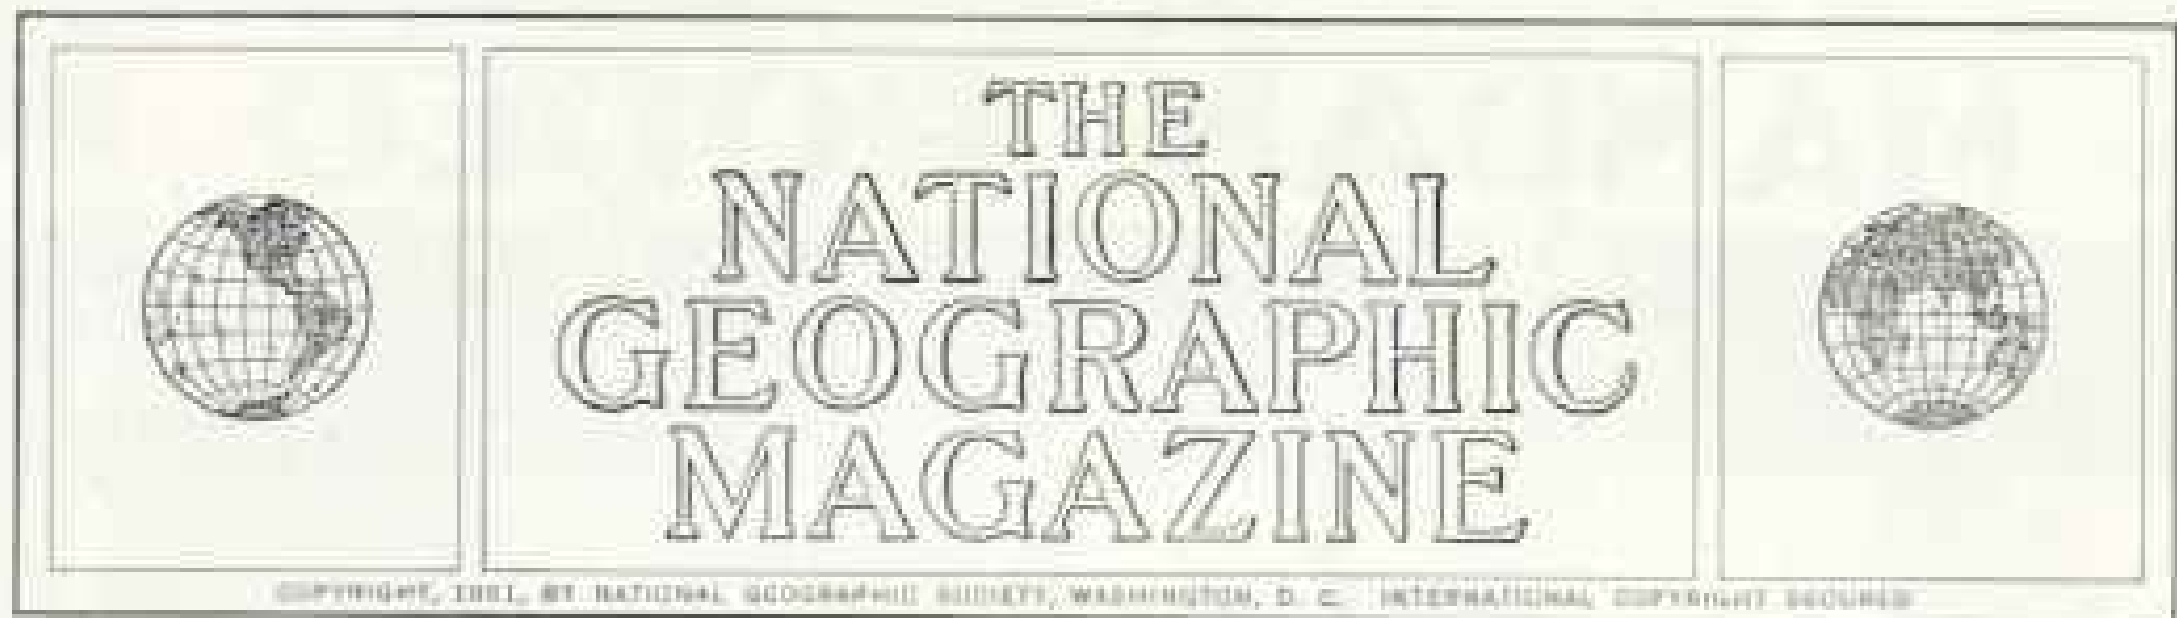 THE
NATIONAL
GEOGRAPHIC
MAGAZINE
COPYRIGHT, BY NATIONAL GEOGRAPHIC SOCIETY, WASHINGTON, D. C. INTERNATIONAL COPYRIGHT SECURED